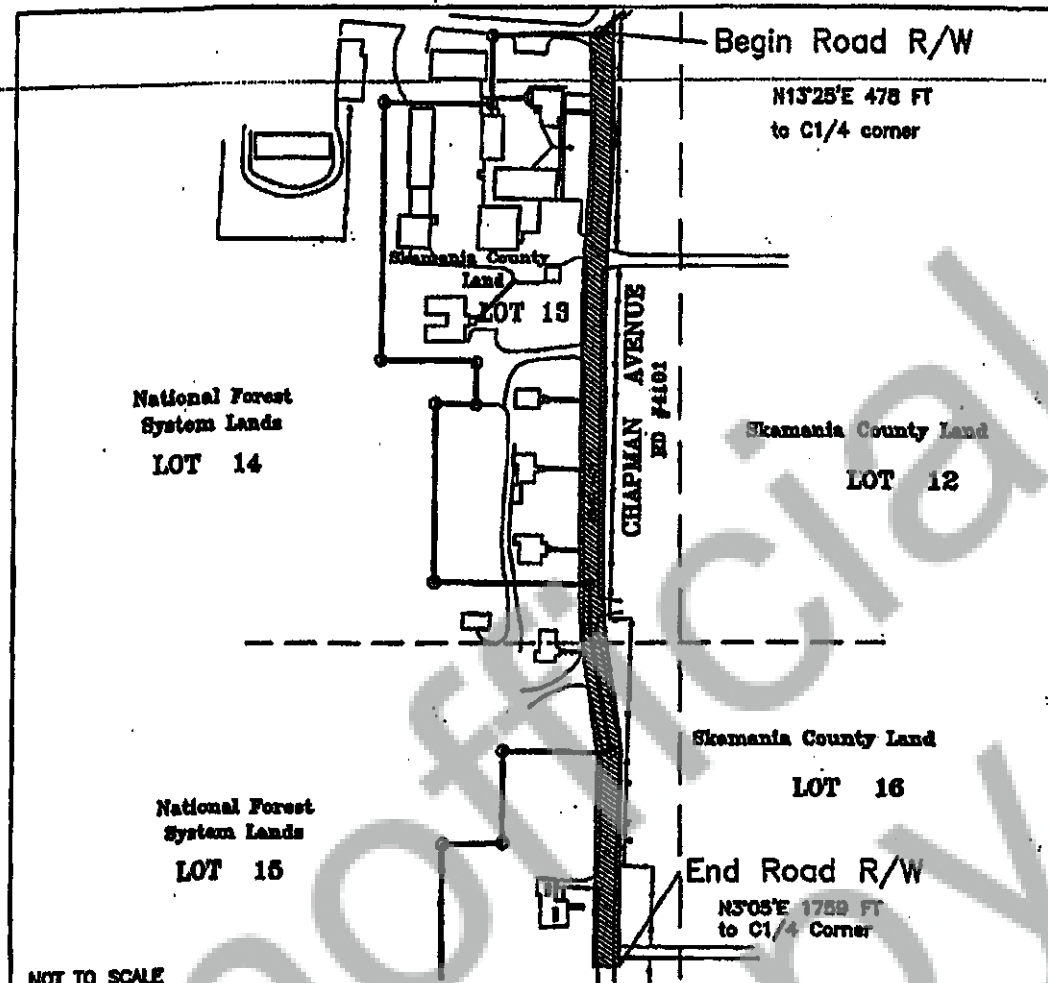 Begin Road R/W
N13°25'E 478 FT
to C1/4 corner
Skamania County
Land
LOT 13
CHAPMAN AVENUE
RD #4101
National Forest
System Lands
LOT 14
Skamania County Land
LOT 12
Skamania County Land
LOT 16
National Forest
System Lands
LOT 15
End Road R/W
N3°05'E 1759 FT
to C1/4 Corner
NOT TO SCALE